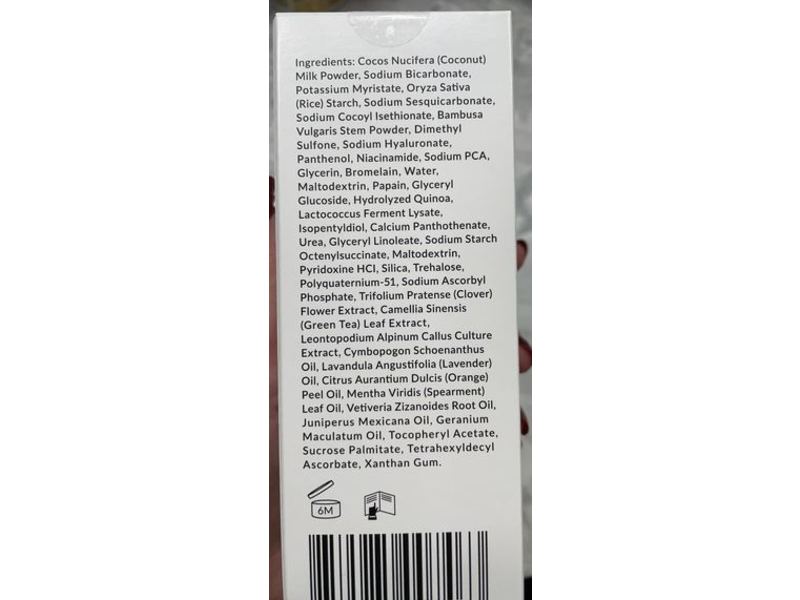 Ingredients: Cocos Nucifera (Coconut)
Milk Powder, Sodium Bicarbonate,
Potassium Myristate, Oryza Sativa
(Rice) Starch, Sodium Sesquicarbonate,
Sodium Cocoyl Isethionate, Bambusa
Vulgaris Stem Powder, Dimethyl
Sulfone, Sodium Hyaluronate,
Panthenol, Niacinamide, Sodium PCA,
Glycerin, Bromelain, Water,
Maltodextrin, Papain, Glyceryl
Glucoside, Hydrolyzed Quinoa,
Lactococcus Ferment Lysate,
Isopentyldiol, Calcium Panthothenate,
Urea, Glyceryl Linoleate, Sodium Starch
Octenylsuccinate, Maltodextrin,
Pyridoxine HCl, Silica, Trehalose,
Polyquaternium-51, Sodium Ascorbyl
Phosphate, Trifolium Pratense (Clover)
Flower Extract, Camellia Sinensis
(Green Tea) Leaf Extract,
Leontopodium Alpinum Callus Culture
Extract, Cymbopogon Schoenanthus
Oil, Lavandula Angustifolia (Lavender)
Oil, Citrus Aurantium Dulcis (Orange)
Peel Oil, Mentha Viridis (Spearment)
Leaf Oil, Vetiveria Zizanoides Root Oil,
Juniperus Mexicana Oil, Geranium
Maculatum Oil, Tocopheryl Acetate,
Sucrose Palmitate, Tetrahexyldecyl
Ascorbate, Xanthan Gum.
6M